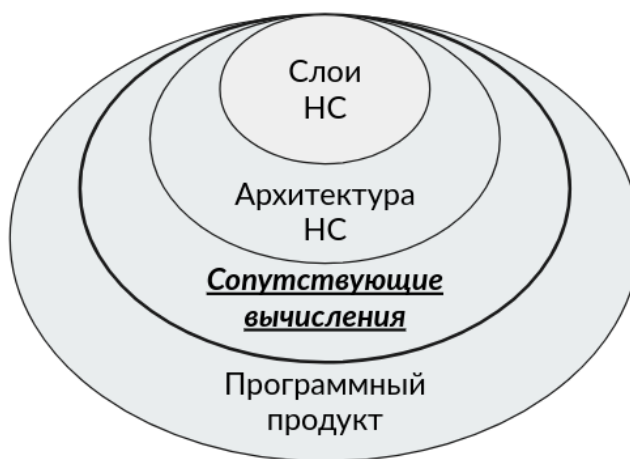 Слои
НС
Архитектура
НС
Сопутствующие
вычисления
Программный
продукт